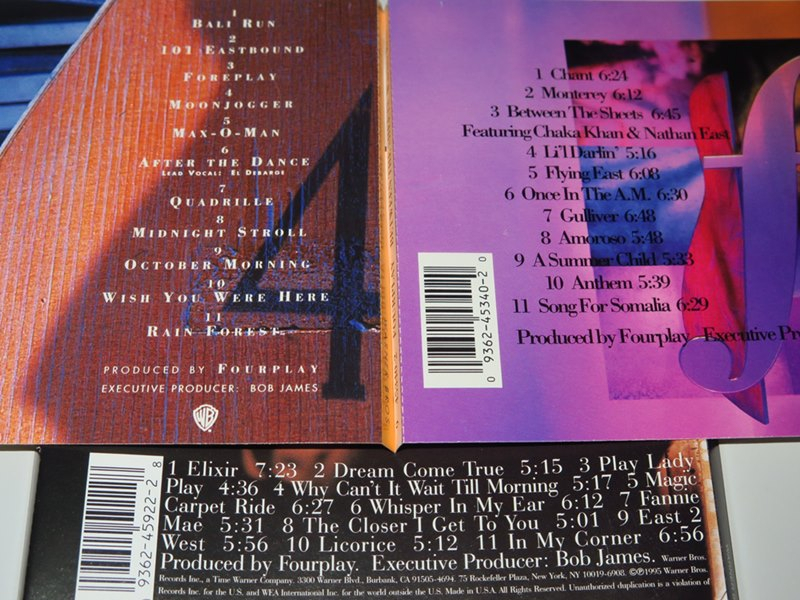 1
BALI RUN
2
101 EASTBOUND
3
FOREPLAY
4
MOONJOGGER
5
MAX-O-MAN
6
AFTER THE DANCE
LEAD VOCAL: EL DEBARGE
7
QUADRILLE
8
MIDNIGHT STROLL
9
OCTOBER MORNING
10
WISH YOU WERE HERE
11
RAIN FOREST
PRODUCED BY FOURPLAY
EXECUTIVE PRODUCER: BOB JAMES.
WB
4
1 Chant 6:24
2 Monterey 6:12
3 Between The Sheets 6:45
Featuring Chaka Khan & Nathan East
4 Li'l Darlin' 5:16
5 Flying East 6:08
6 Once In The A.M. 6:30
7 Gulliver 6:48
8 Amoroso 5:48
9 A Summer Child 5:33
10 Anthem 5:39
11 Song For Somalia 6:29
Produced by Fourplay Executive Pro
f
0 9362-45340-2 0
9362-45922-2 8
1 Elixir 7:23 2 Dream Come True 5:15 3 Play Lady
Play 4:36 4 Why Can't It Wait Till Morning 5:17 5 Magic
Carpet Ride 6:27 6 Whisper In My Ear 6:12 7 Fannie
Mae 5:31 8 The Closer I Get To You 5:01 9 East 2
West 5:56 10 Licorice 5:12 11 In My Corner 6:56
Produced by Fourplay. Executive Producer: Bob James. Warner Bros.
Records Inc., a Time Warner Company. 3300 Warner Blvd., Burbank, CA 91505-4694. 75 Rockefeller Plaza, New York, NY 10019-6908. ©℗1995 Warner Bros.
Records Inc. for the U.S. and WEA International Inc. for the world outside the U.S. Made in U.S.A. All Rights Reserved. Unauthorized duplication is a violation of